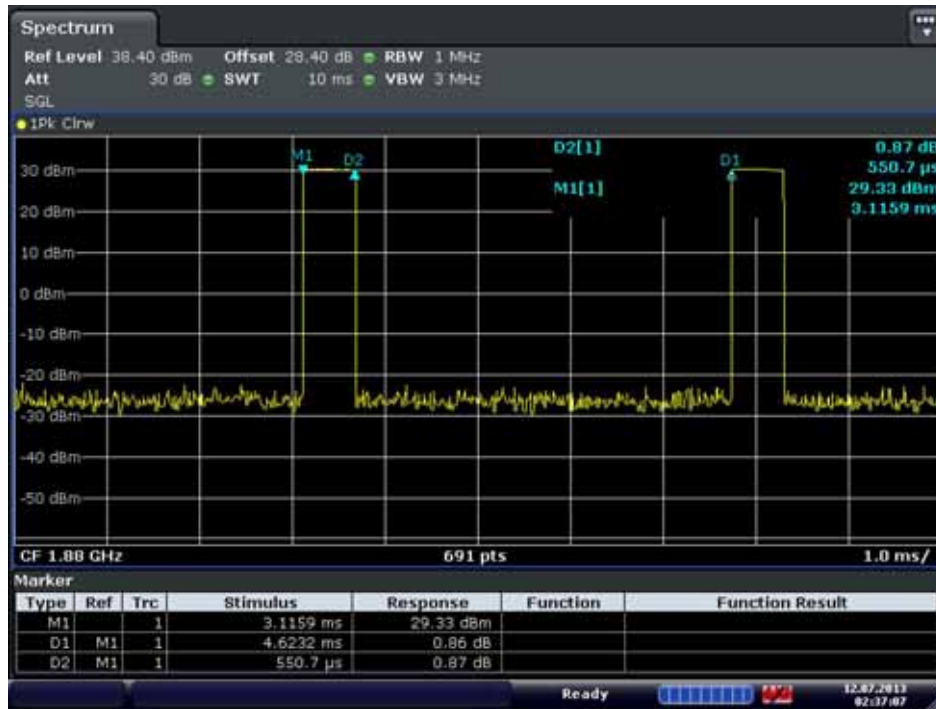 Spectrum
Ref Level 38.40 dBm Offset 28.40 dB RBW 1 MHz
Att 30 dB SWT 10 ms VBW 3 MHz
SGL
1Pk Clrw
D2[1] 0.87 dB
550.7 µs
M1[1] 29.33 dBm
3.1159 ms
M1 D2 D1
30 dBm
20 dBm
10 dBm
0 dBm
-10 dBm
-20 dBm
-30 dBm
-40 dBm
-50 dBm
CF 1.88 GHz 691 pts 1.0 ms/
Marker
Type Ref Trc Stimulus Response Function Function Result
M1 1 3.1159 ms 29.33 dBm
D1 M1 1 4.6232 ms 0.86 dB
D2 M1 1 550.7 µs 0.87 dB
Ready 12.07.2013
02:37:07